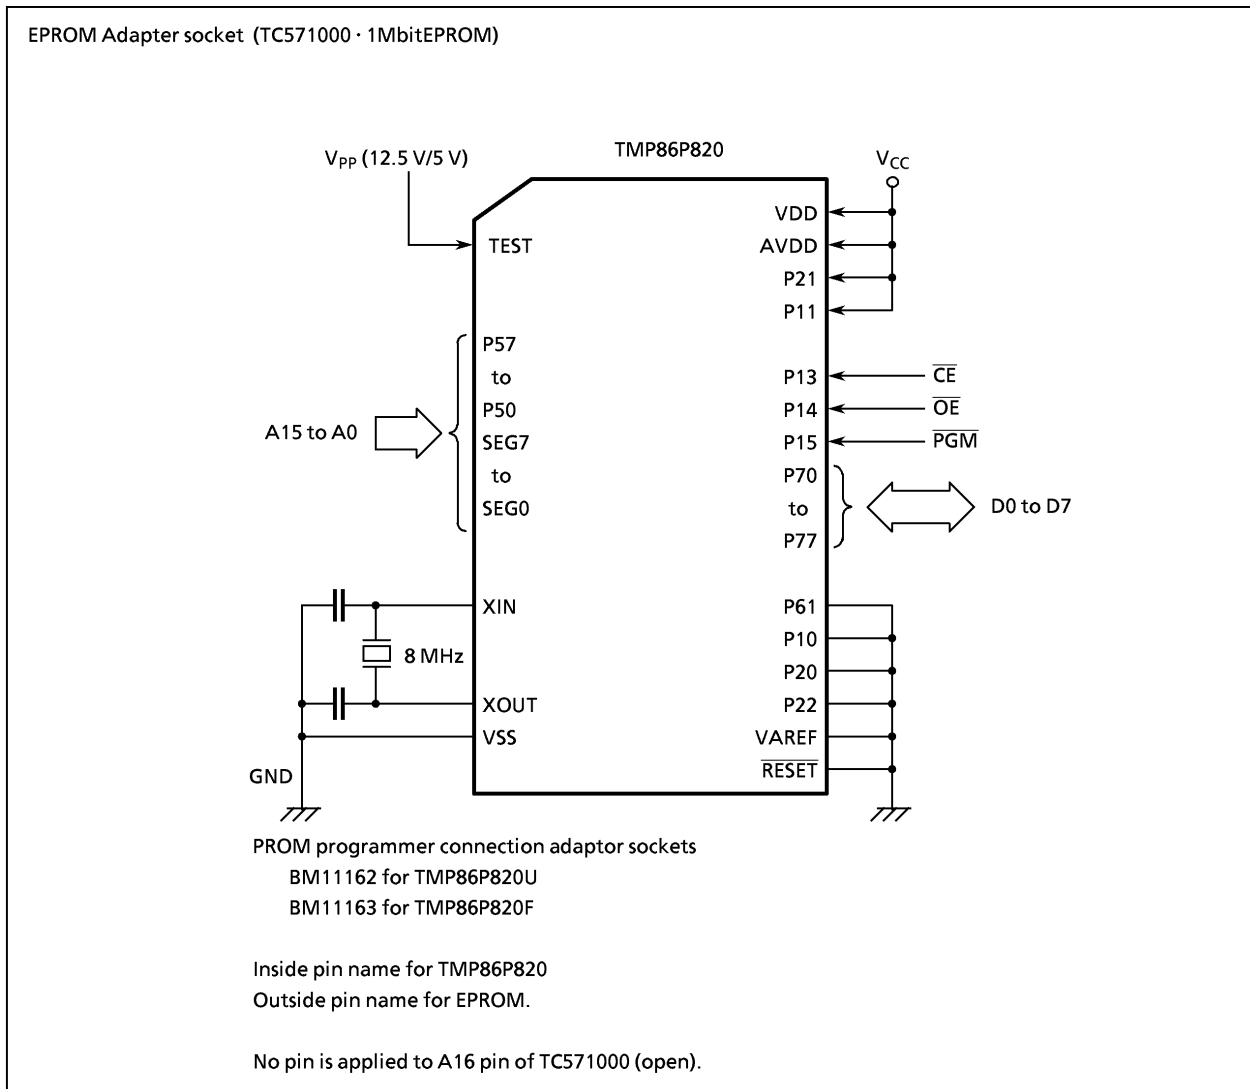 EPROM Adapter socket (TC571000 · 1MbitEPROM)
TMP86P820
VPP (12.5 V/5 V)
VCC
VDD
TEST
AVDD
P21
P11
P57
to
P50
SEG7
to
SEG0
A15 to A0
P13
CE
P14
OE
P15
PGM
P70
to
P77
D0 to D7
XIN
8 MHz
XOUT
VSS
GND
P61
P10
P20
P22
VAREF
RESET
PROM programmer connection adaptor sockets
BM11162 for TMP86P820U
BM11163 for TMP86P820F
Inside pin name for TMP86P820
Outside pin name for EPROM.
No pin is applied to A16 pin of TC571000 (open).